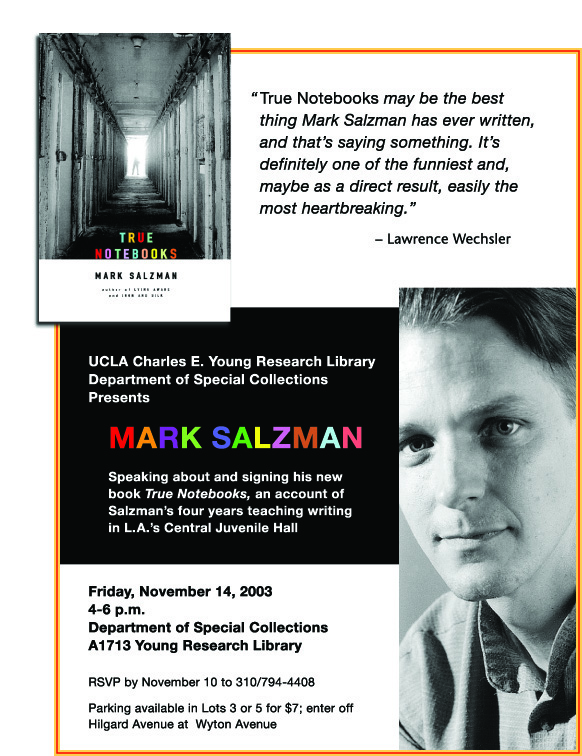 TRUE
NOTEBOOKS
MARK SALZMAN
author of LYING AWAKE
and IRON AND SILK
“True Notebooks may be the best
thing Mark Salzman has ever written,
and that’s saying something. It’s
definitely one of the funniest and,
maybe as a direct result, easily the
most heartbreaking.”
– Lawrence Wechsler
UCLA Charles E. Young Research Library
Department of Special Collections
Presents
MARK SALZMAN
Speaking about and signing his new
book True Notebooks, an account of
Salzman’s four years teaching writing
in L.A.’s Central Juvenile Hall
Friday, November 14, 2003
4-6 p.m.
Department of Special Collections
A1713 Young Research Library
RSVP by November 10 to 310/794-4408
Parking available in Lots 3 or 5 for $7; enter off
Hilgard Avenue at Wyton Avenue